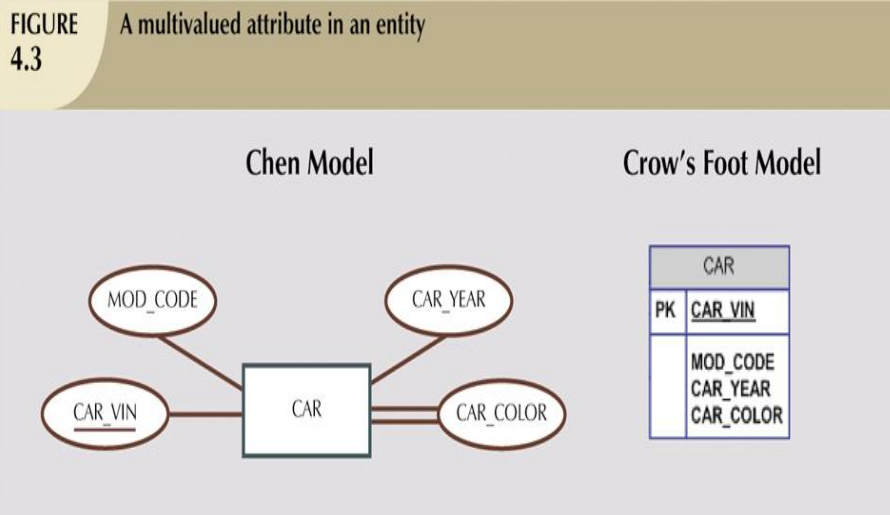 FIGURE
4.3
A multivalued attribute in an entity
Chen Model
Crow's Foot Model
MOD_CODE
CAR_YEAR
CAR_VIN
CAR
CAR_COLOR
CAR
PK CAR_VIN
MOD_CODE
CAR_YEAR
CAR_COLOR